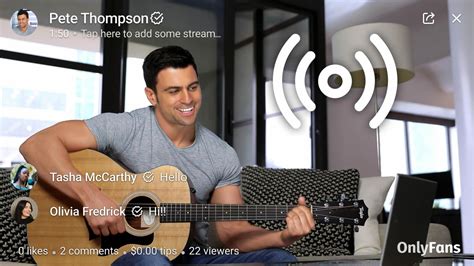 Pete Thompson
1:50 • Tap here to add some stream...
Tasha McCarthy Hello
Olivia Fredrick Hi!!
0 likes • 2 comments • $0.00 tips • 22 viewers
OnlyFans